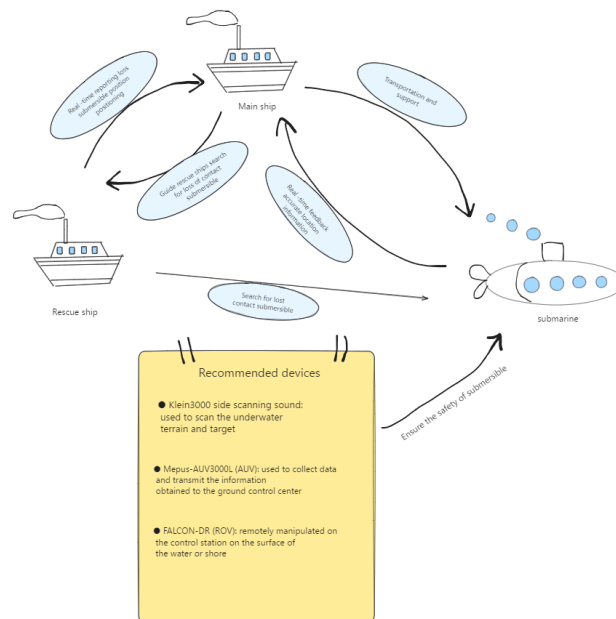 Real -time reporting loss
submersible position
positioning
Main ship
Transportation and
support
Guide rescue ships search
for loss of contact
submersible
Real -time feedback
accurate location
information
Rescue ship
Search for lost
contact submersible
submarine
Recommended devices
● Klein3000 side scanning sound:
used to scan the underwater
terrain and target
● Mepus-AUV3000L (AUV): used to collect data
and transmit the information
obtained to the ground control center
● FALCON-DR (ROV): remotely manipulated on
the control station on the surface of
the water or shore
Ensure the safety of submersible